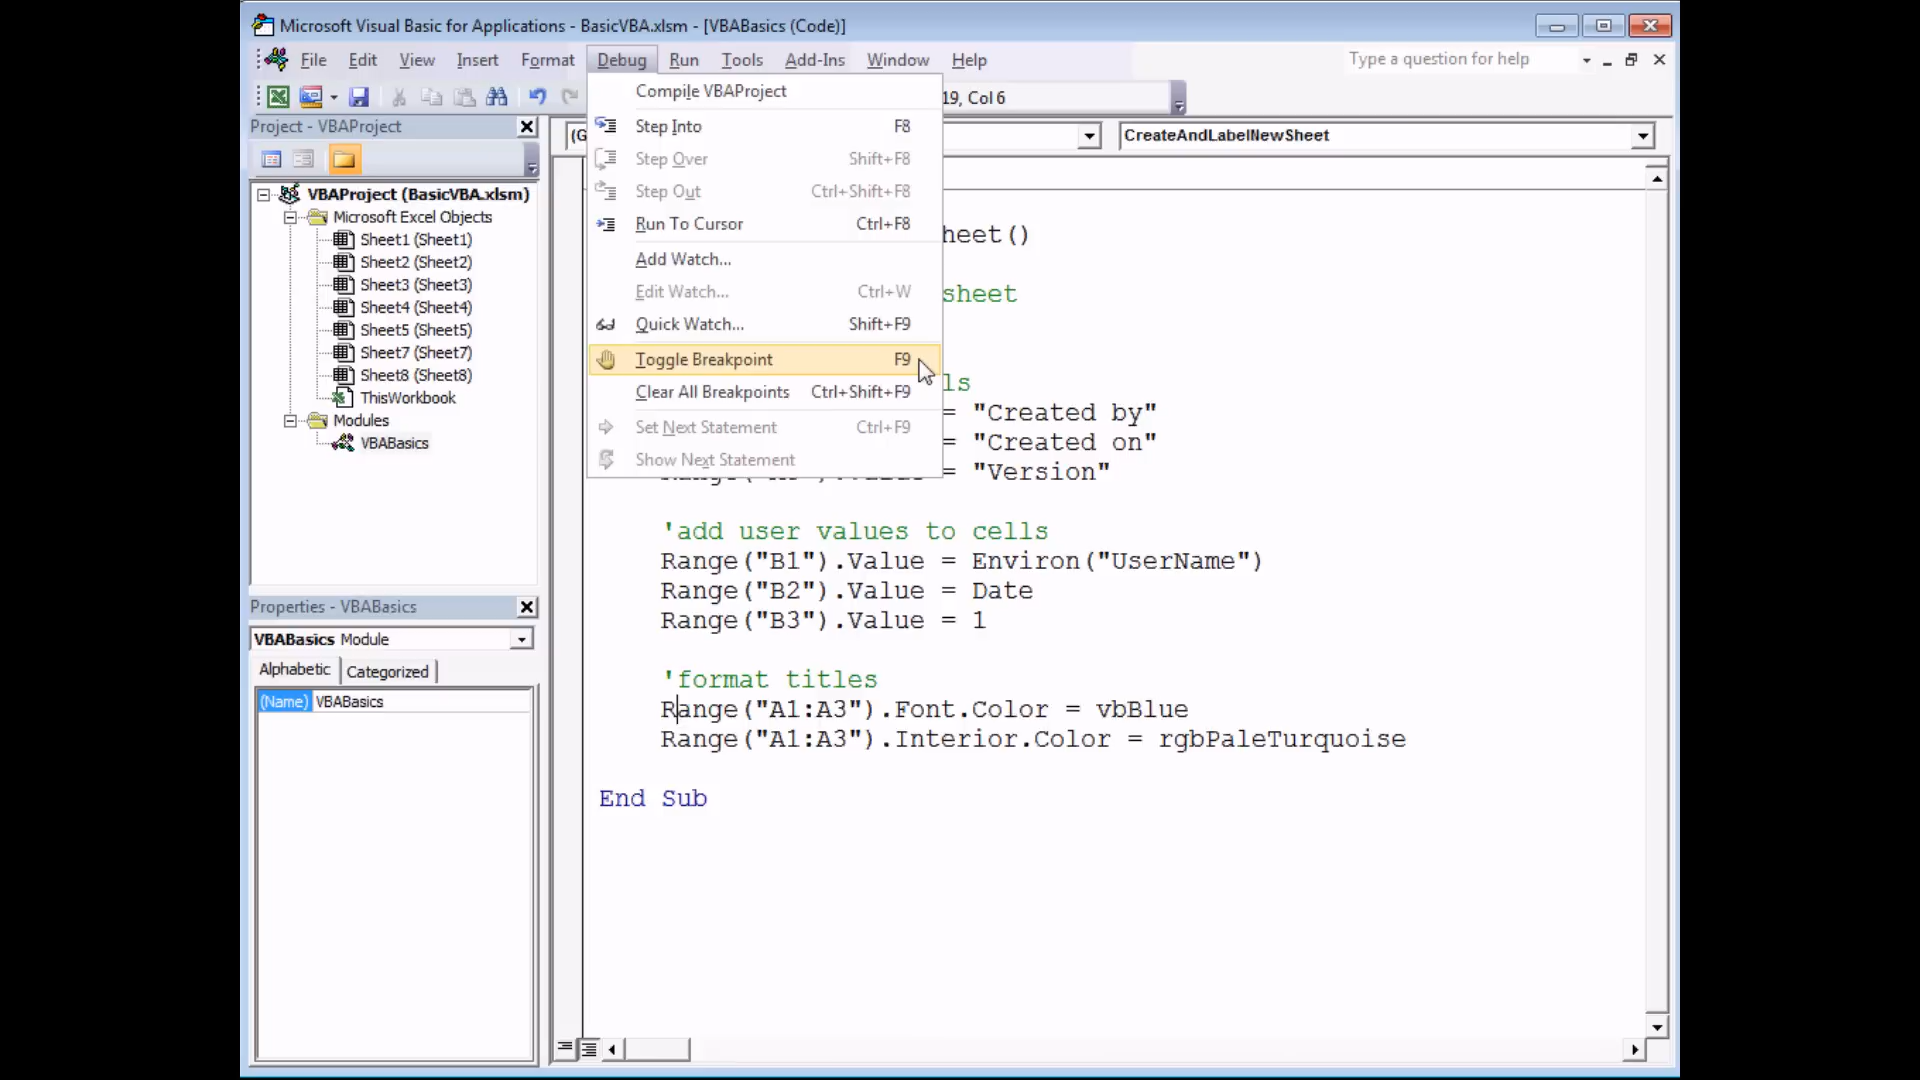 Microsoft Visual Basic for Applications - BasicVBA.xlsm - [VBABasics (Code)]
File Edit View Insert Format Debug Run Tools Add-Ins Window Help Type a question for help
19, Col 6
Project - VBAProject
VBAProject (BasicVBA.xlsm)
Microsoft Excel Objects
Sheet1 (Sheet1)
Sheet2 (Sheet2)
Sheet3 (Sheet3)
Sheet4 (Sheet4)
Sheet5 (Sheet5)
Sheet7 (Sheet7)
Sheet8 (Sheet8)
ThisWorkbook
Modules
VBABasics
Properties - VBABasics
VBABasics Module
Alphabetic Categorized
(Name) VBABasics
Compile VBAProject
Step Into F8
Step Over Shift+F8
Step Out Ctrl+Shift+F8
Run To Cursor Ctrl+F8
Add Watch...
Edit Watch... Ctrl+W
Quick Watch... Shift+F9
Toggle Breakpoint F9
Clear All Breakpoints Ctrl+Shift+F9
Set Next Statement Ctrl+F9
Show Next Statement
(G
CreateAndLabelNewSheet
heet()
sheet
ls
= "Created by"
= "Created on"
= "Version"
'add user values to cells
Range("B1").Value = Environ("UserName")
Range("B2").Value = Date
Range("B3").Value = 1
'format titles
Range("A1:A3").Font.Color = vbBlue
Range("A1:A3").Interior.Color = rgbPaleTurquoise
End Sub